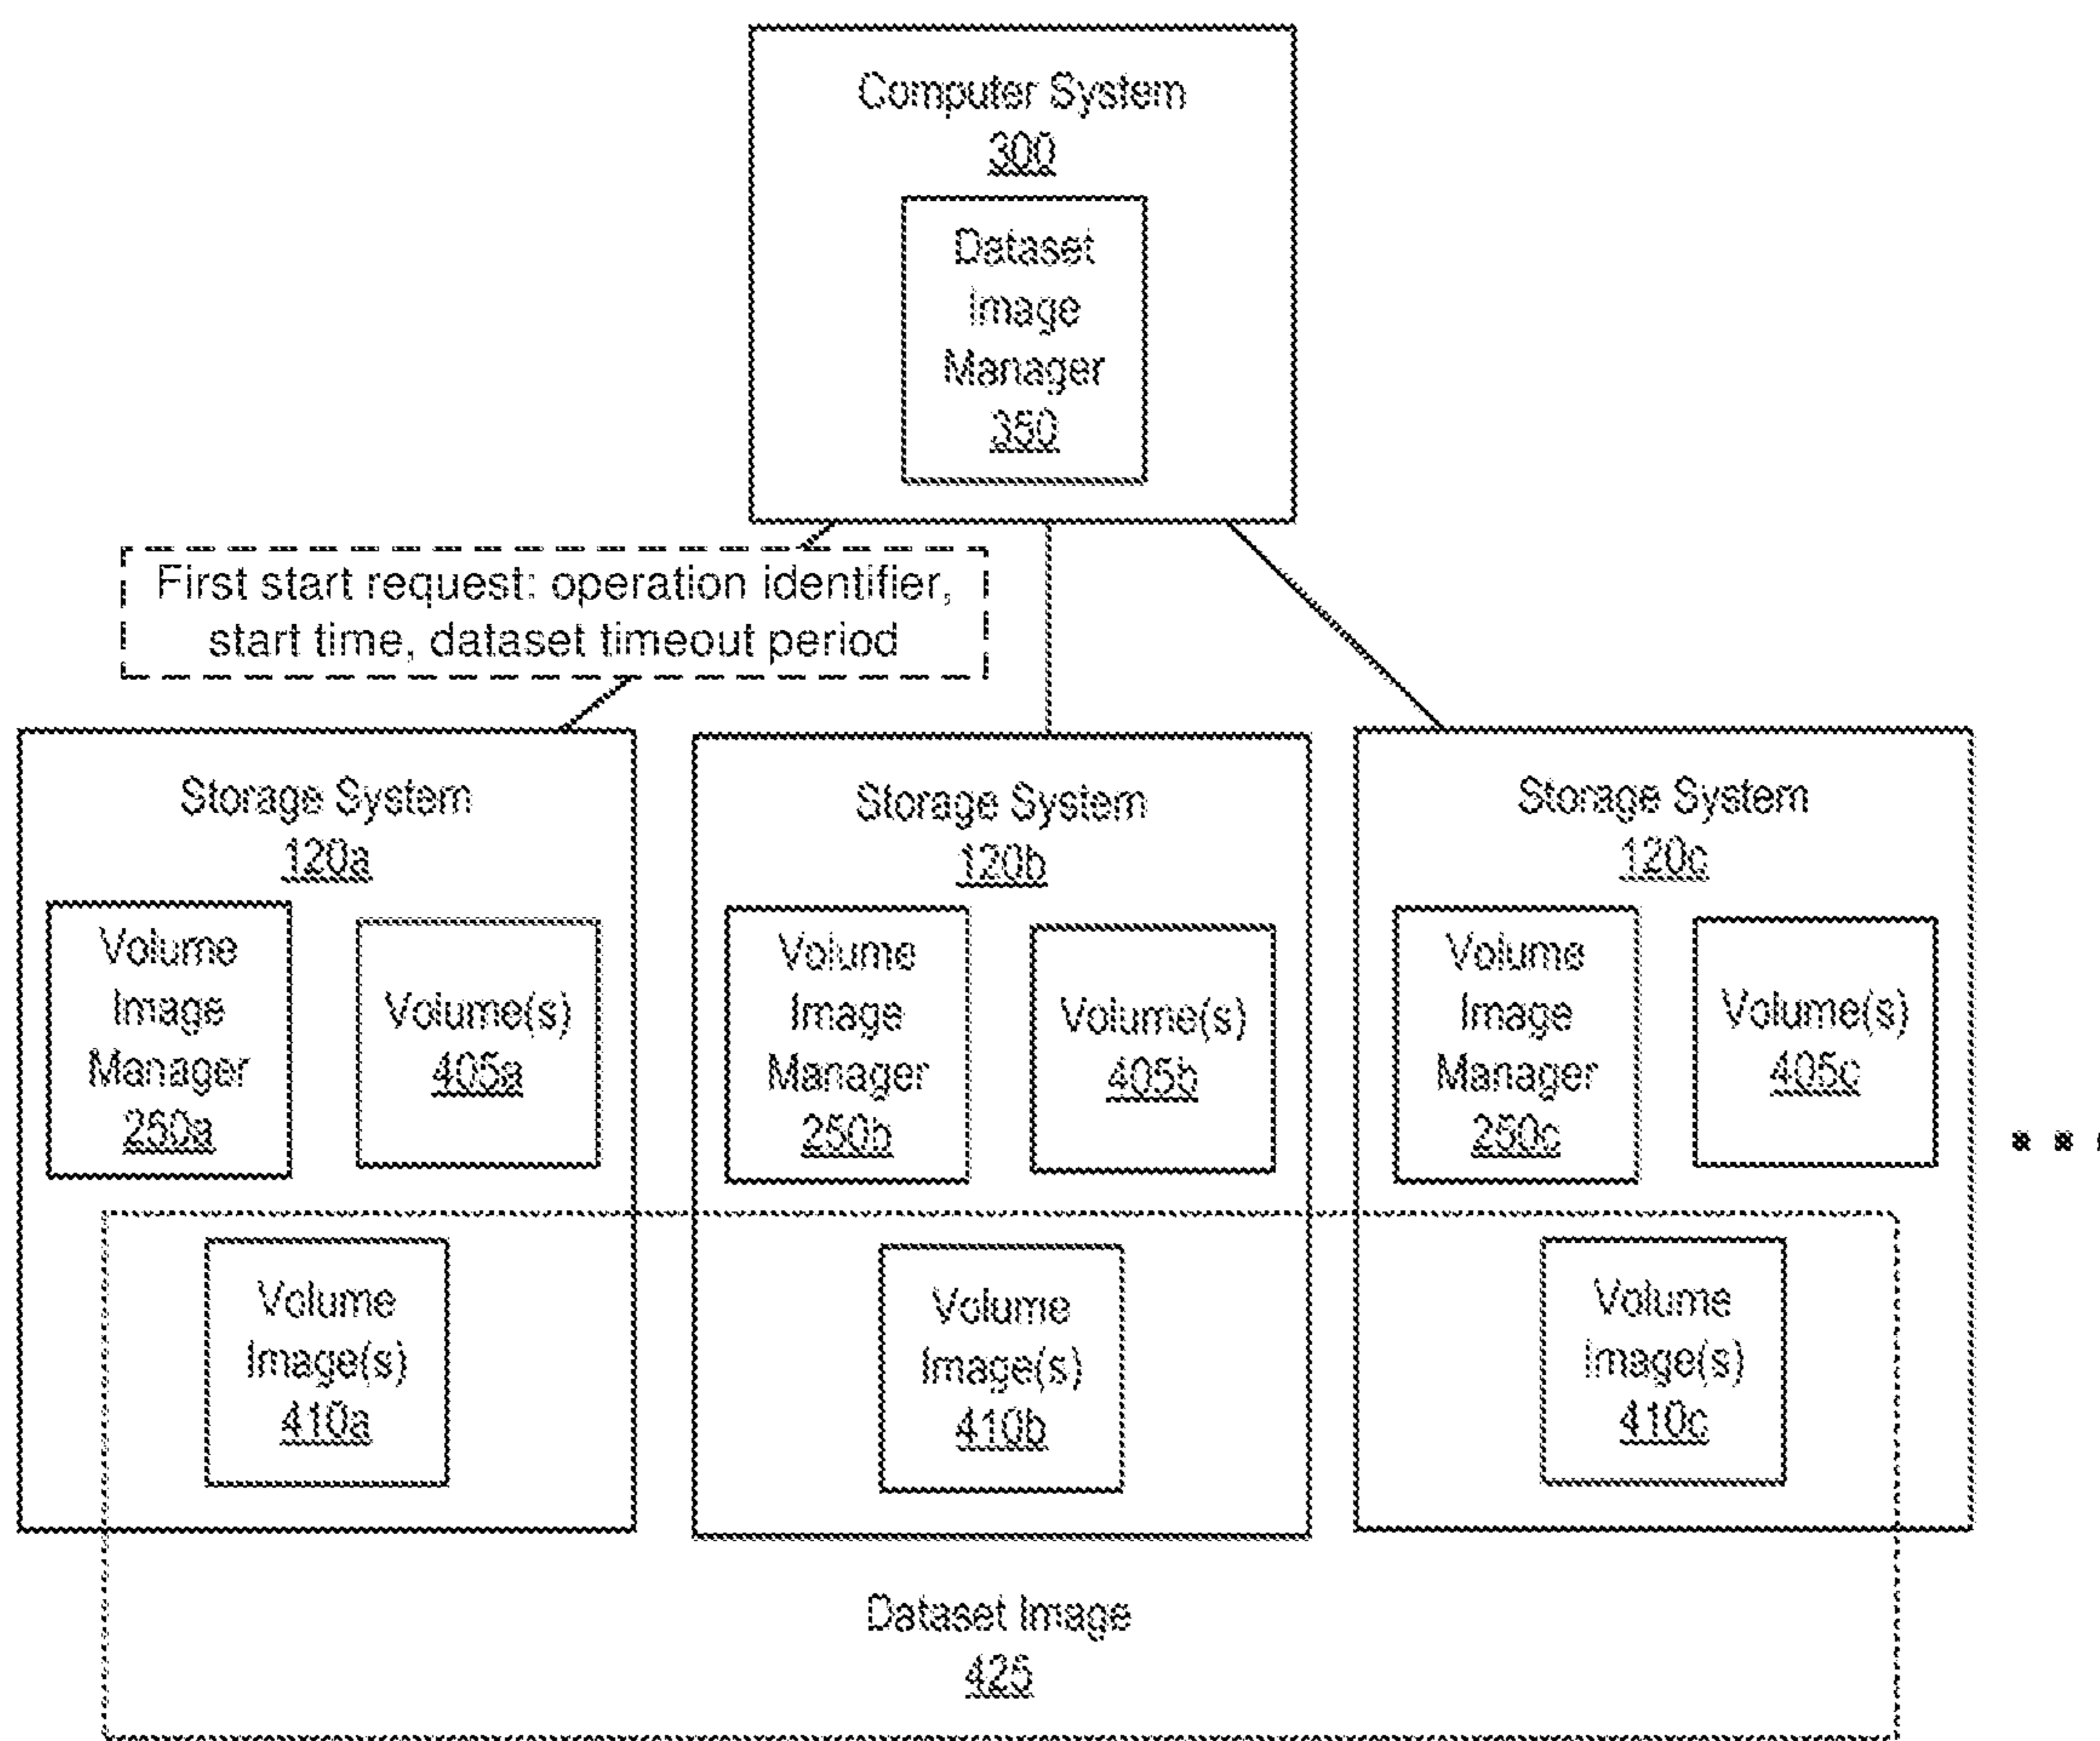 Computer System
300
Dataset
Image
Manager
350
First start request: operation identifier,
start time, dataset timeout period
Storage System
120a
Volume
Image
Manager
250a
Volume(s)
405a
Volume
Image(s)
410a
Storage System
120b
Volume
Image
Manager
250b
Volume(s)
405b
Volume
Image(s)
410b
Storage System
120c
Volume
Image
Manager
250c
Volume(s)
405c
Volume
Image(s)
410c
Dataset Image
425